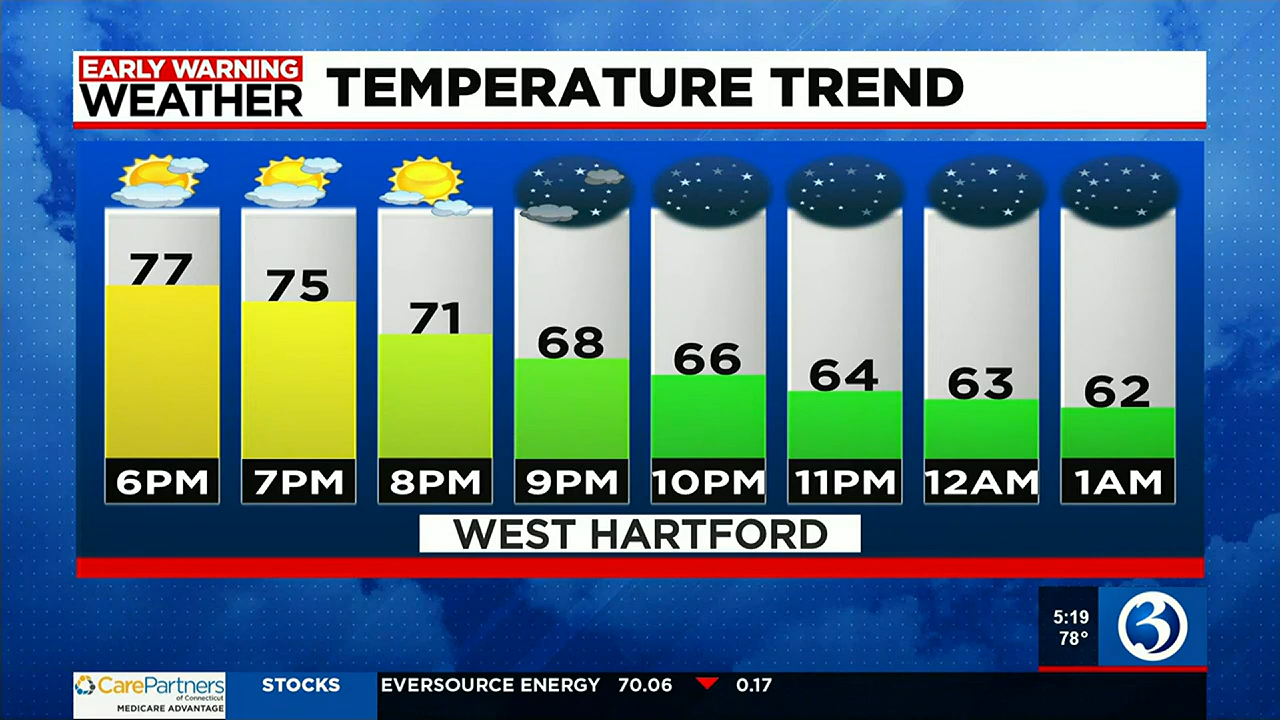 EARLY WARNING
WEATHER
TEMPERATURE TREND
77 75 71 68 66 64 63 62
6PM 7PM 8PM 9PM 10PM 11PM 12AM 1AM
WEST HARTFORD
5:19
78°
3
CarePartners
of Connecticut
MEDICARE ADVANTAGE
STOCKS
EVERSOURCE ENERGY 70.06 ▼ 0.17